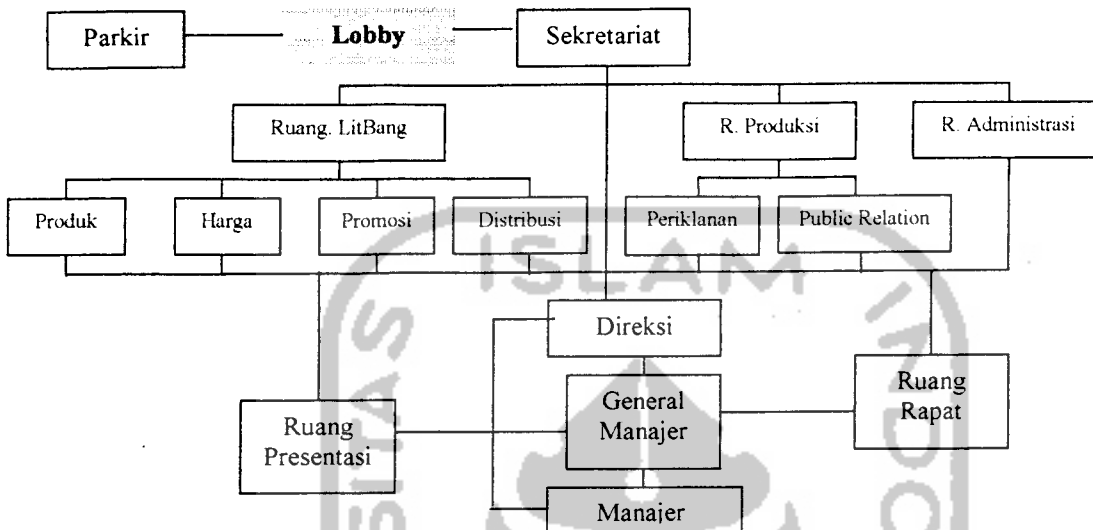 Parkir
Lobby
Sekretariat
Ruang. LitBang
R. Produksi
R. Administrasi
Produk
Harga
Promosi
Distribusi
Periklanan
Public Relation
ISLAM
Direksi
Ruang
Presentasi
General
Manajer
Ruang
Rapat
Manajer